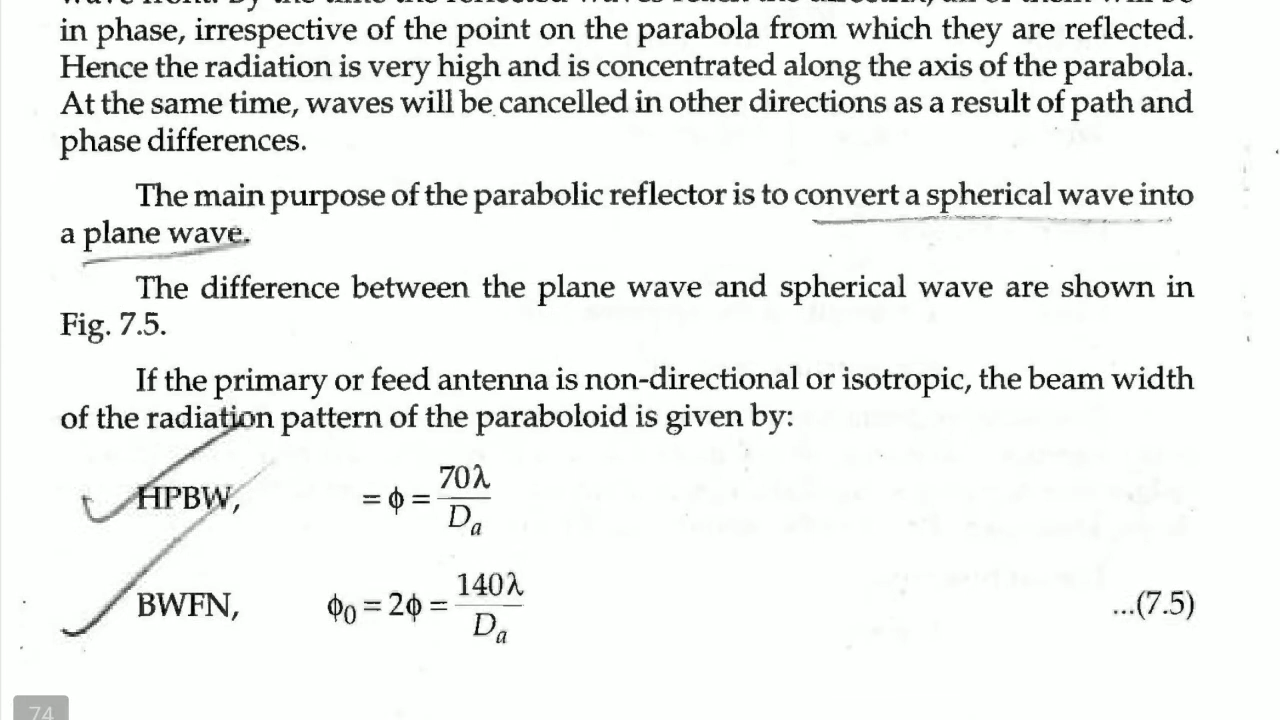 in phase, irrespective of the point on the parabola from which they are reflected.
Hence the radiation is very high and is concentrated along the axis of the parabola.
At the same time, waves will be cancelled in other directions as a result of path and
phase differences.
The main purpose of the parabolic reflector is to convert a spherical wave into
a plane wave.
The difference between the plane wave and spherical wave are shown in
Fig. 7.5.
If the primary or feed antenna is non-directional or isotropic, the beam width
of the radiation pattern of the paraboloid is given by:
HPBW, = ϕ = 70λ / Dₐ
BWFN, ϕ₀ = 2ϕ = 140λ / Dₐ ...(7.5)
74